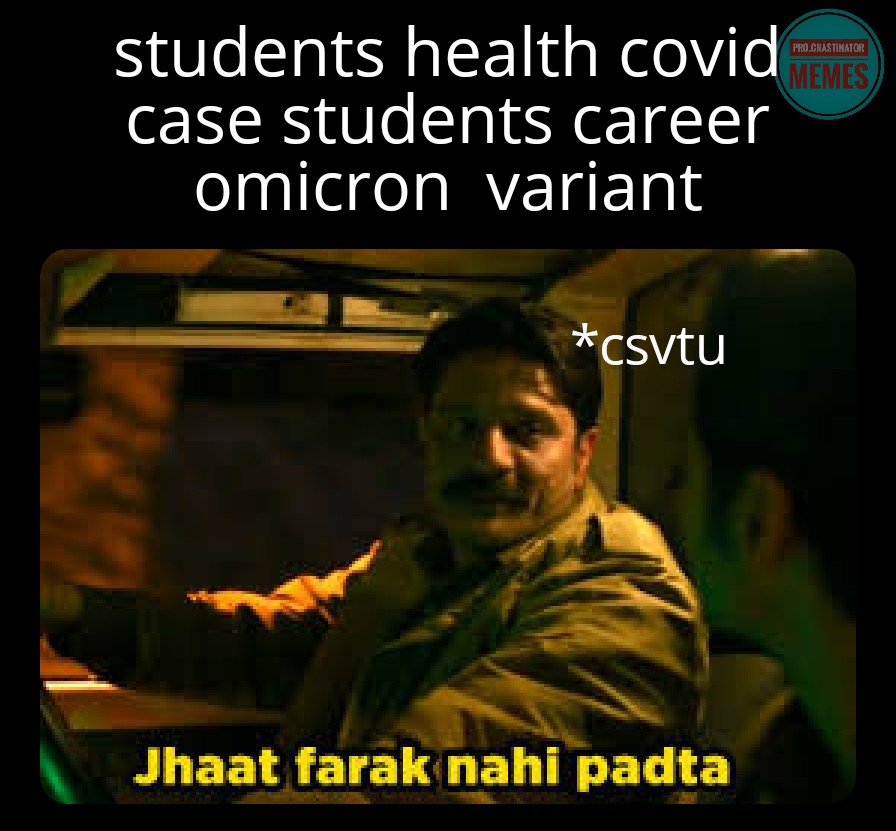 students health covid
case students career
omicron variant
PRO.CRASTINATOR
MEMES
*csvtu
Jhaat farak nahi padta